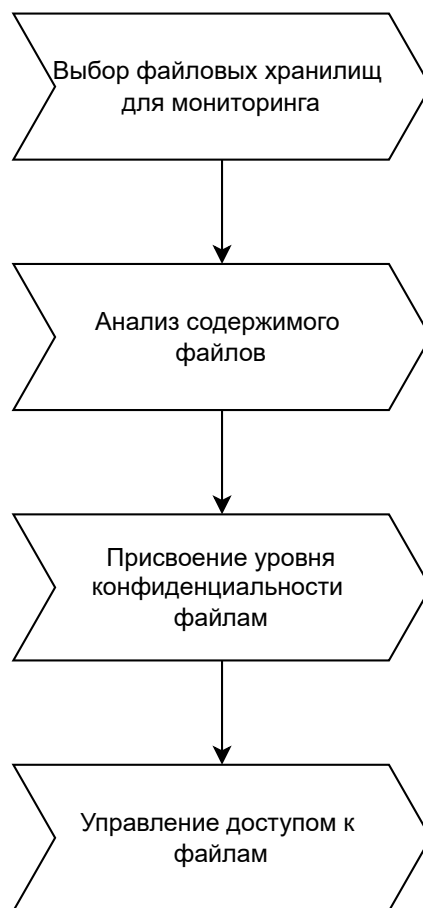 Выбор файловых хранилищ
для мониторинга
Анализ содержимого
файлов
Присвоение уровня
конфиденциальности
файлам
Управление доступом к
файлам